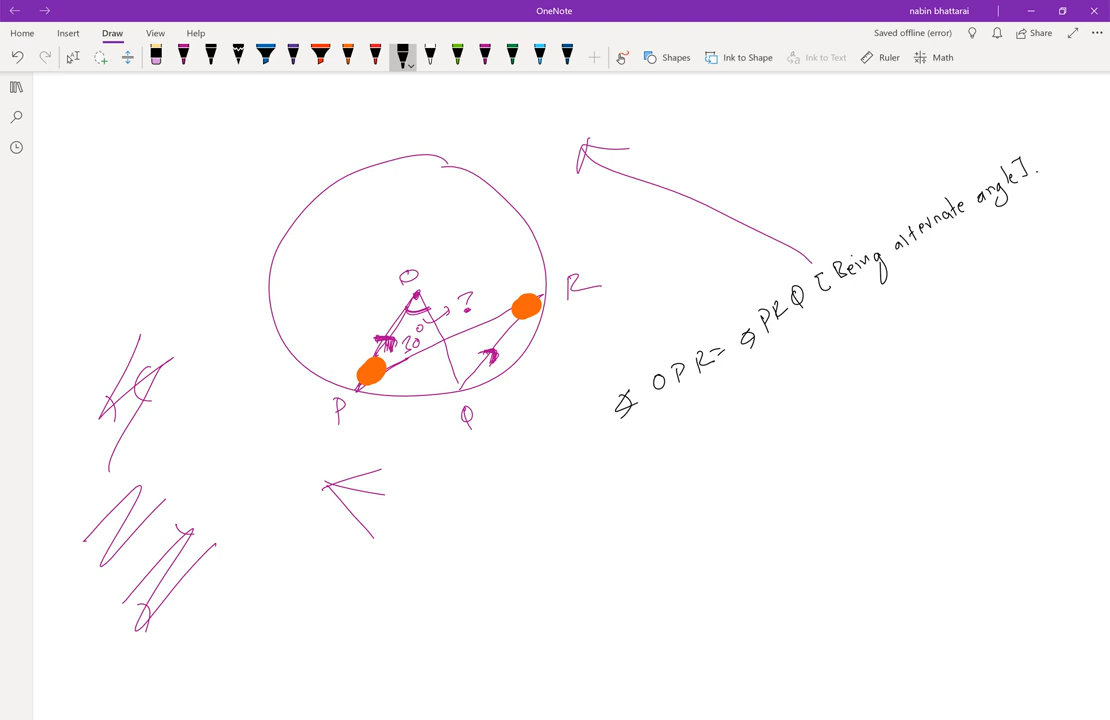 OneNote
nabin bhattarai
Home Insert Draw View Help
Saved offline (error)
Share
Shapes
Ink to Shape
Ink to Text
Ruler
Math
O
R
?
30°
P
Q
∠ OPR = ∠ PRQ [Being alternate angle].